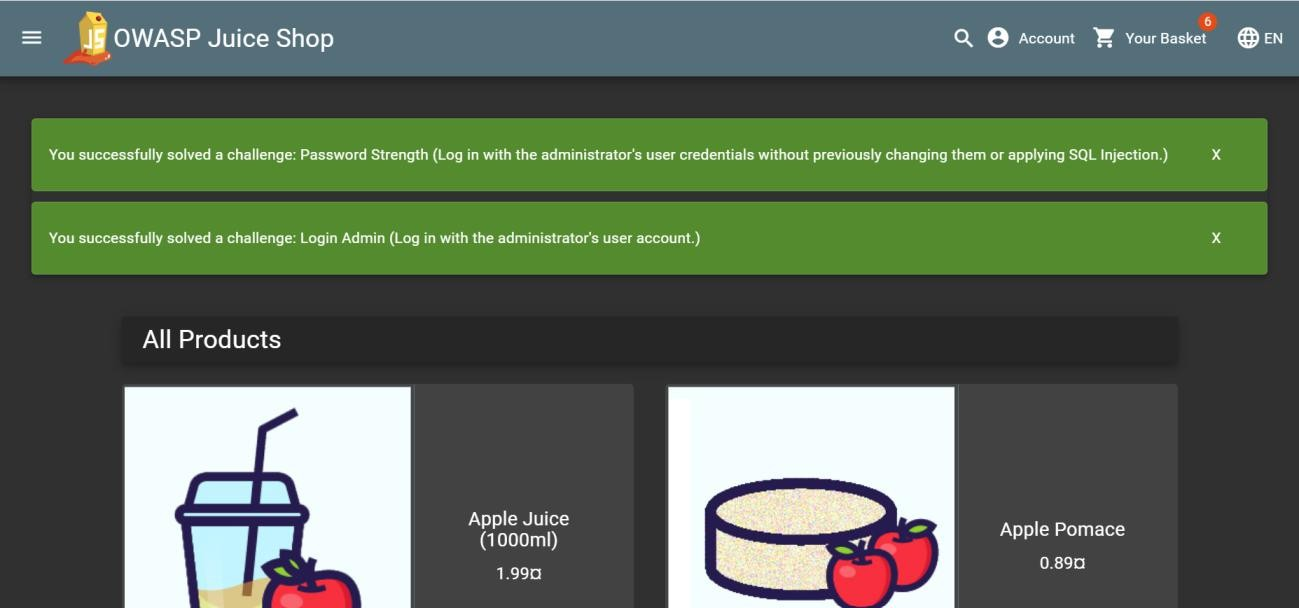 JS
OWASP Juice Shop
Account
Your Basket
6
EN
You successfully solved a challenge: Password Strength (Log in with the administrator's user credentials without previously changing them or applying SQL Injection.)
X
You successfully solved a challenge: Login Admin (Log in with the administrator's user account.)
X
All Products
Apple Juice
(1000ml)
1.99¤
Apple Pomace
0.89¤